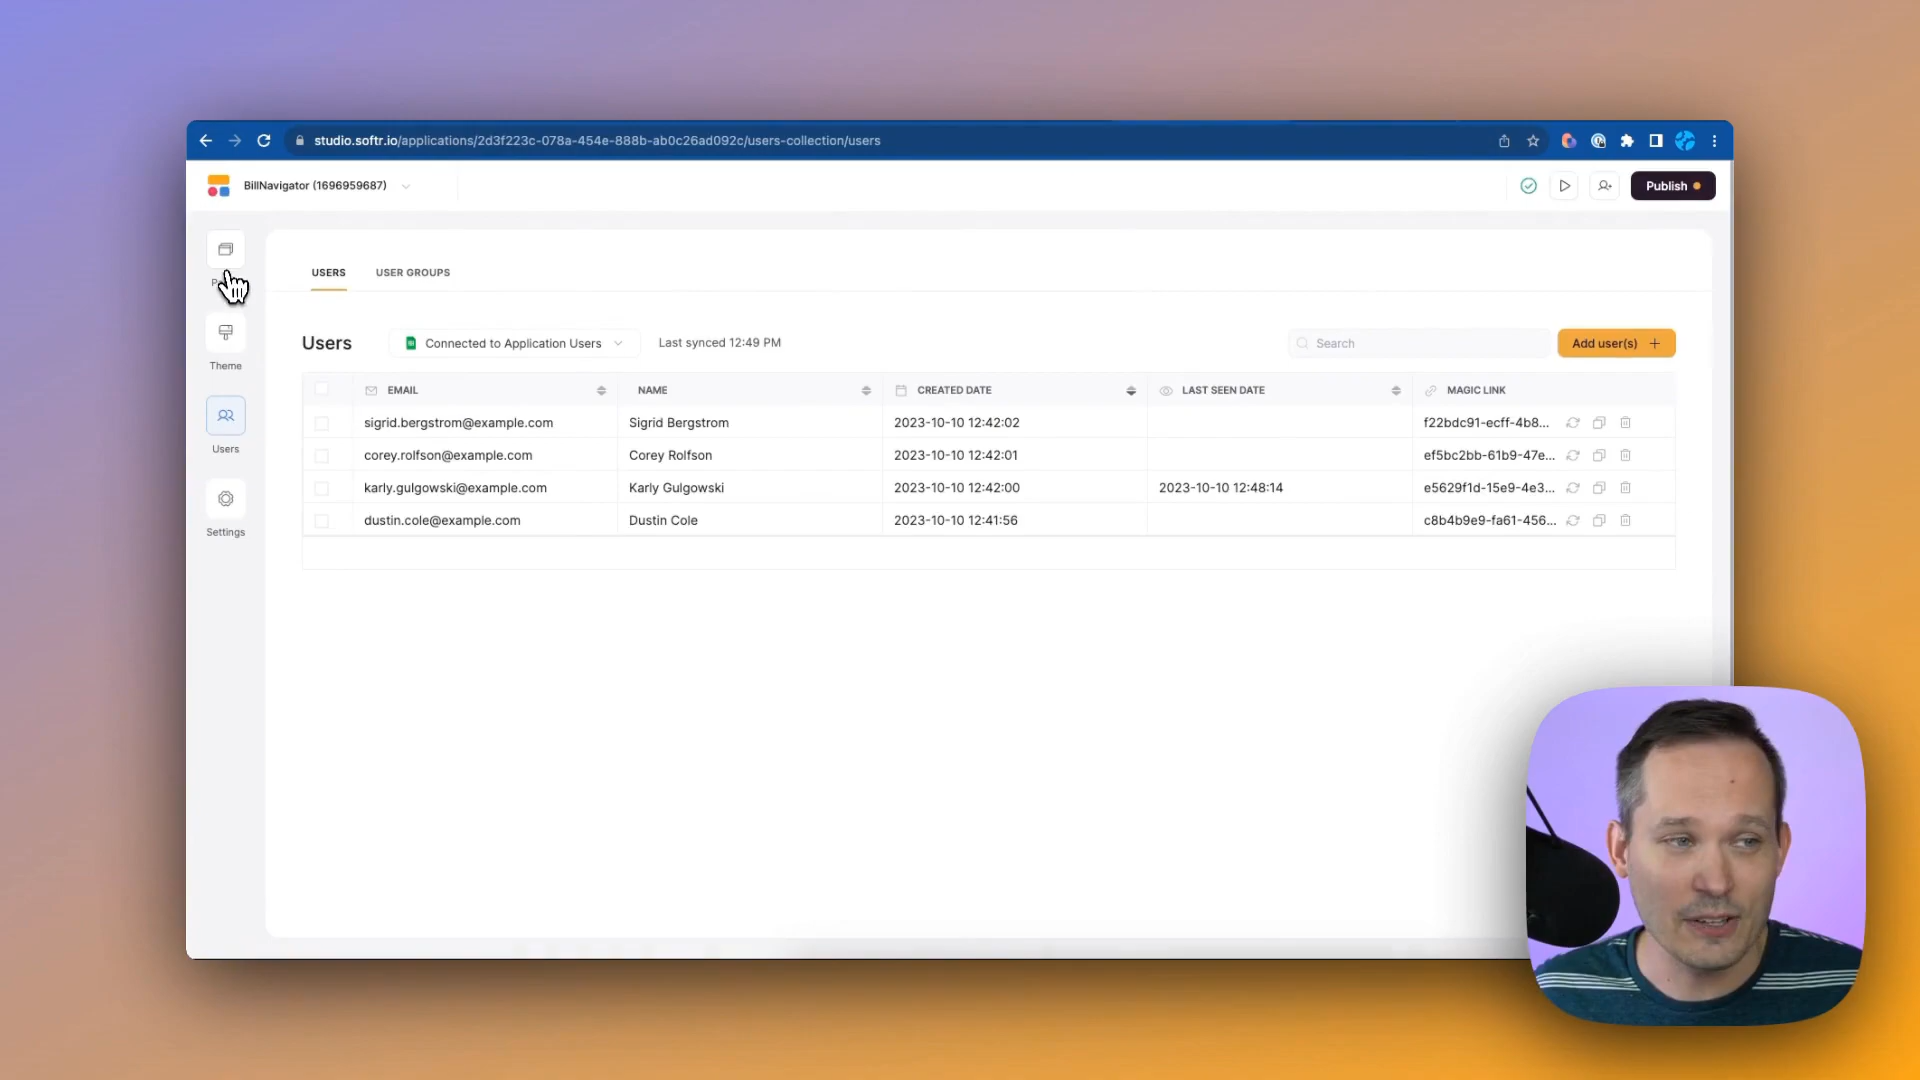 studio.softr.io/applications/2d3f223c-078a-454e-888b-ab0c26ad092c/users-collection/users
BillNavigator (1696959687)
Publish
USERS USER GROUPS
Theme
Users
Settings
Users Connected to Application Users Last synced 12:49 PM Search Add user(s) +
EMAIL NAME CREATED DATE LAST SEEN DATE MAGIC LINK
sigrid.bergstrom@example.com Sigrid Bergstrom 2023-10-10 12:42:02 f22bdc91-ecff-4b8...
corey.rolfson@example.com Corey Rolfson 2023-10-10 12:42:01 ef5bc2bb-61b9-47e...
karly.gulgowski@example.com Karly Gulgowski 2023-10-10 12:42:00 2023-10-10 12:48:14 e5629f1d-15e9-4e3...
dustin.cole@example.com Dustin Cole 2023-10-10 12:41:56 c8b4b9e9-fa61-456...